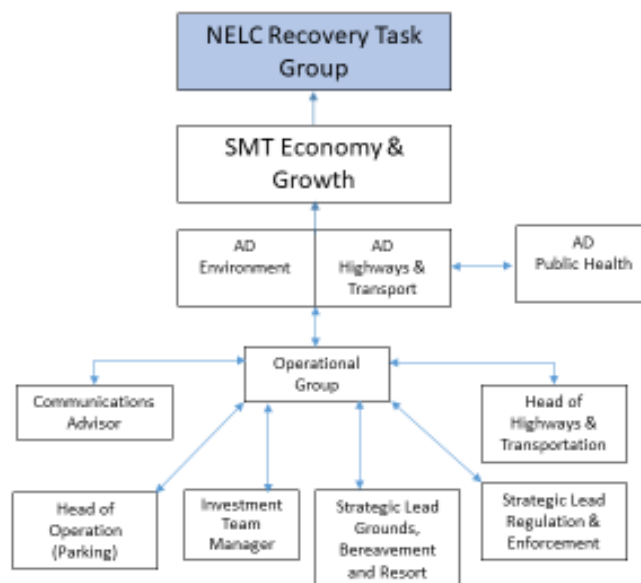 NELC Recovery Task
Group
SMT Economy &
Growth
AD
Environment
AD
Highways &
Transport
AD
Public Health
Operational
Group
Communications
Advisor
Head of
Highways &
Transportation
Head of
Operation
(Parking)
Investment
Team
Manager
Strategic Lead
Grounds,
Bereavement
and Resort
Strategic Lead
Regulation &
Enforcement